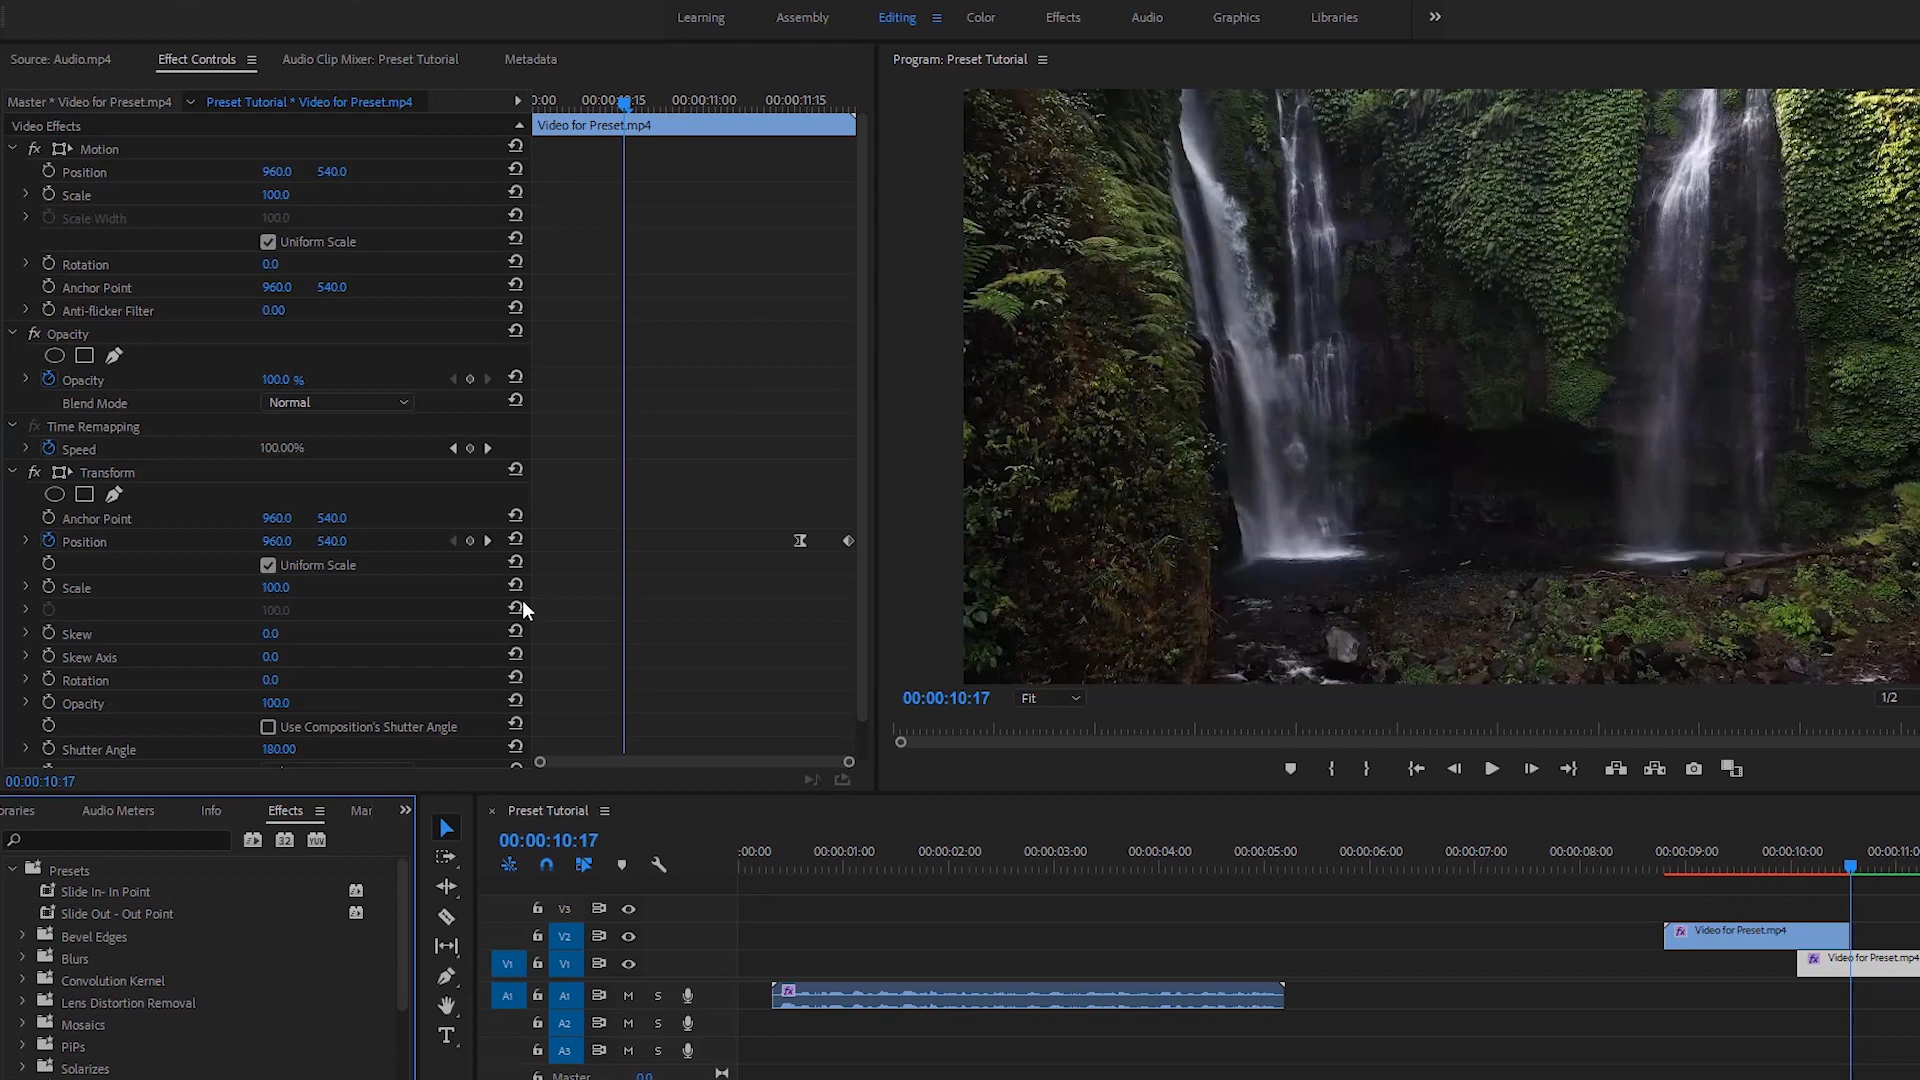 Learning Assembly Editing Color Effects Audio Graphics Libraries
Source: Audio.mp4 Effect Controls Audio Clip Mixer: Preset Tutorial Metadata
Program: Preset Tutorial
Master * Video for Preset.mp4 Preset Tutorial * Video for Preset.mp4
:00 00:00:10:15 00:00:11:00 00:00:11:15
Video Effects
Video for Preset.mp4
fx Motion
Position 960.0 540.0
Scale 100.0
Scale Width 100.0
Uniform Scale
Rotation 0.0
Anchor Point 960.0 540.0
Anti-flicker Filter 0.00
fx Opacity
Opacity 100.0 %
Blend Mode Normal
fx Time Remapping
Speed 100.00%
fx Transform
Anchor Point 960.0 540.0
Position 960.0 540.0
Uniform Scale
Scale 100.0
100.0
Skew 0.0
Skew Axis 0.0
Rotation 0.0
Opacity 100.0
Use Composition's Shutter Angle
Shutter Angle 180.00
00:00:10:17
00:00:10:17 Fit 1/2
raries Audio Meters Info Effects Mar
32 YUV
Presets
Slide In- In Point
Slide Out - Out Point
Bevel Edges
Blurs
Convolution Kernel
Lens Distortion Removal
Mosaics
PiPs
Solarizes
× Preset Tutorial
00:00:10:17
:00:00 00:00:01:00 00:00:02:00 00:00:03:00 00:00:04:00 00:00:05:00 00:00:06:00 00:00:07:00 00:00:08:00 00:00:09:00 00:00:10:00 00:00:11:0
V3
V2
fx Video for Preset.mp4
V1 V1
fx Video for Preset.mp4
A1 A1 M S
fx
A2 M S
A3 M S
Master 0.0
T